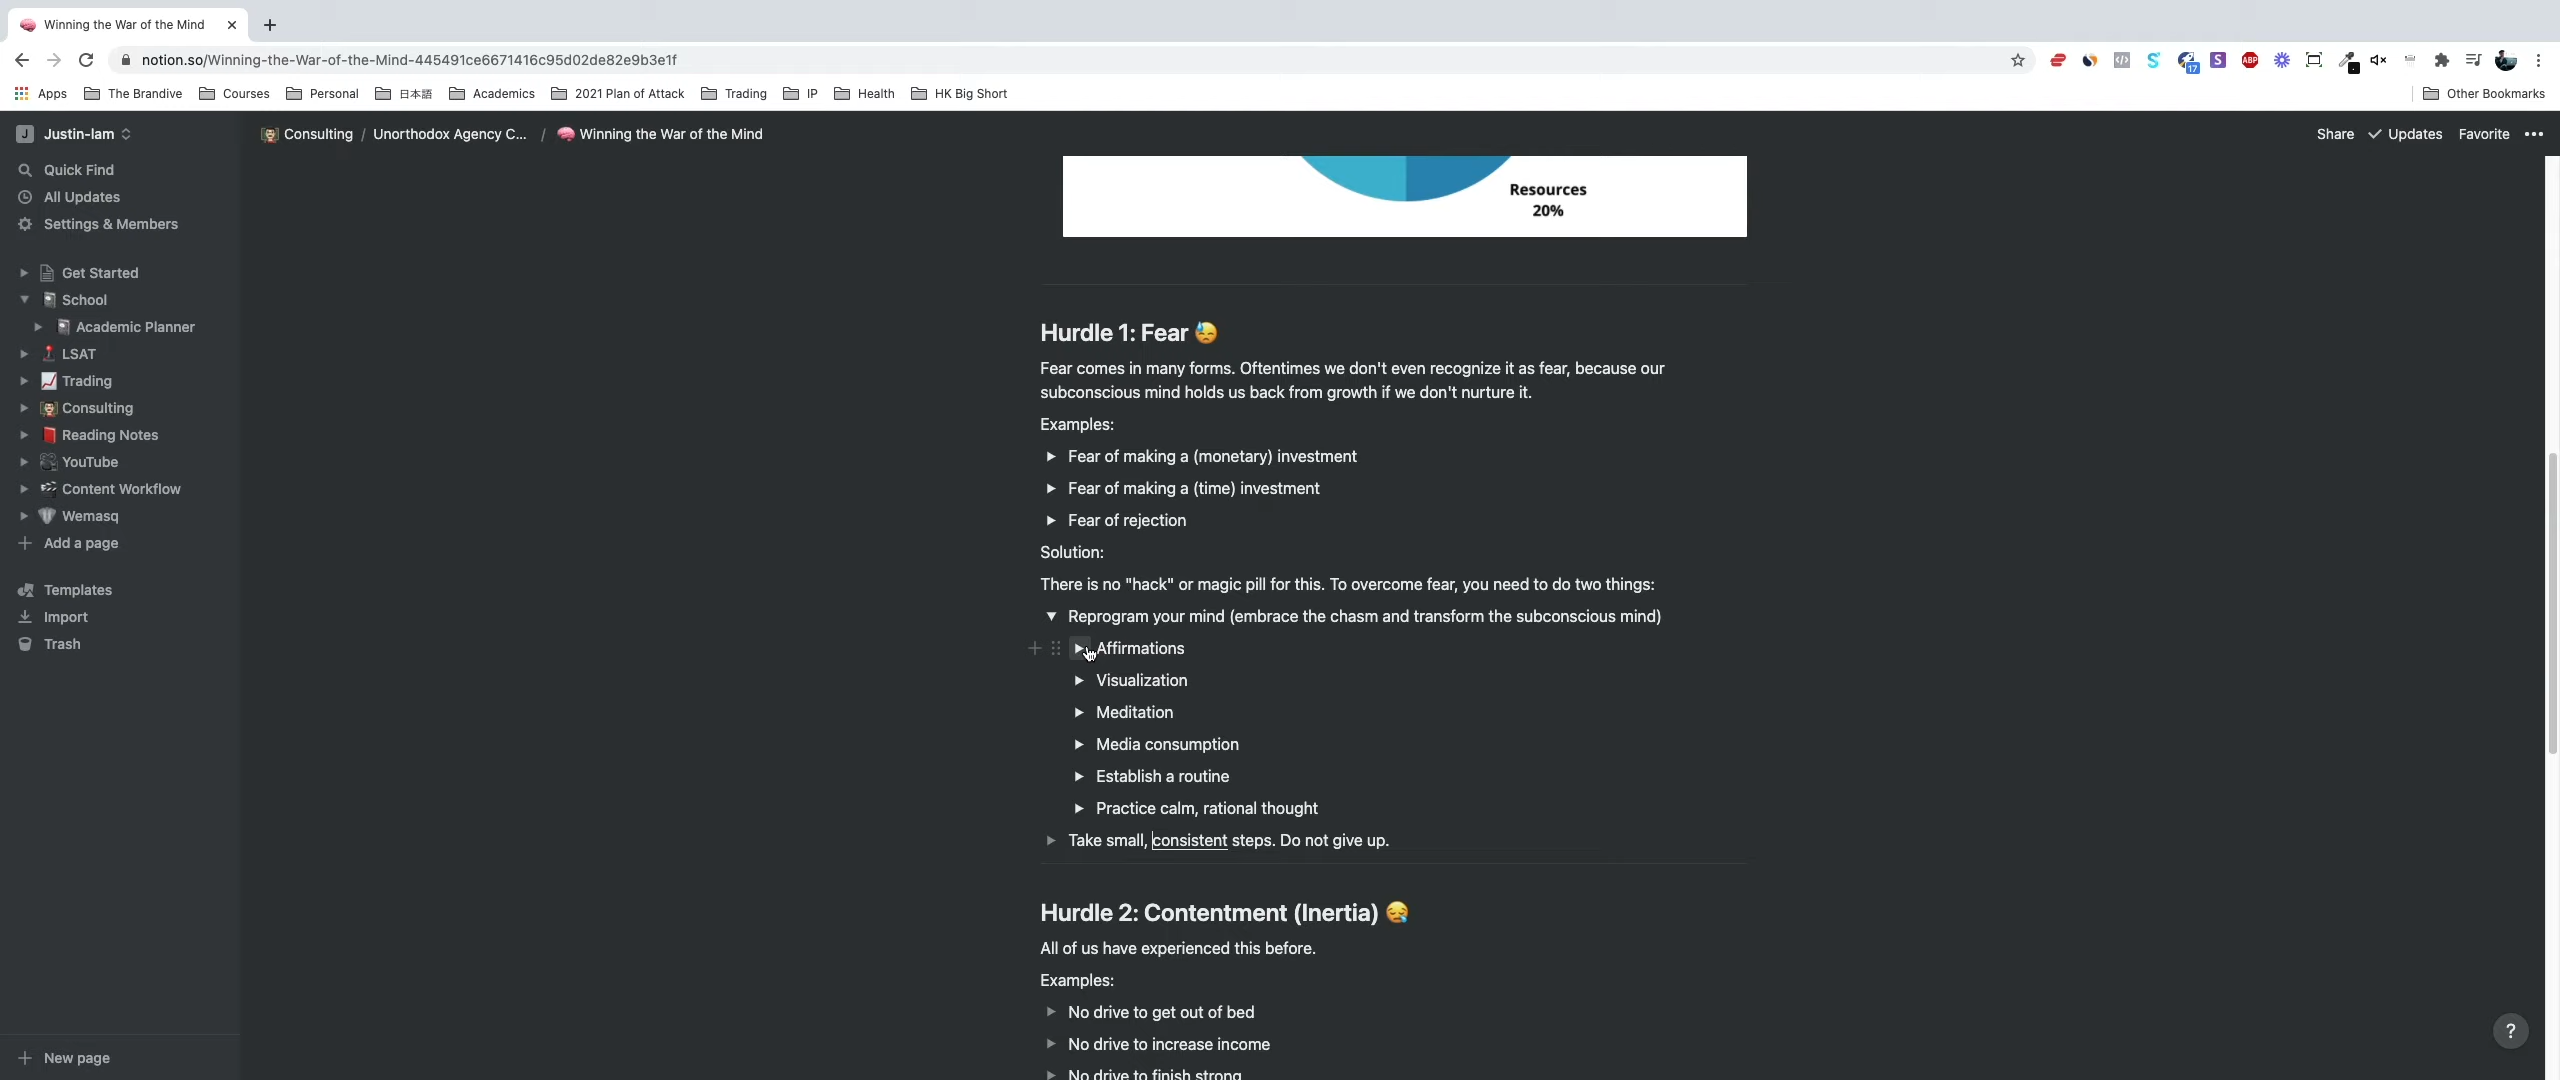 Winning the War of the Mind
notion.so/Winning-the-War-of-the-Mind-445491ce6671416c95d02de82e9b3e1f
17
ABP
Apps
The Brandive
Courses
Personal
日本語
Academics
2021 Plan of Attack
Trading
IP
Health
HK Big Short
Other Bookmarks
J Justin-lam
Consulting / Unorthodox Agency C... / Winning the War of the Mind
Share
Updates
Favorite
Quick Find
All Updates
Settings & Members
Get Started
School
Academic Planner
LSAT
Trading
Consulting
Reading Notes
YouTube
Content Workflow
Wemasq
Add a page
Templates
Import
Trash
New page
Resources
20%
Hurdle 1: Fear 😓
Fear comes in many forms. Oftentimes we don't even recognize it as fear, because our
subconscious mind holds us back from growth if we don't nurture it.
Examples:
Fear of making a (monetary) investment
Fear of making a (time) investment
Fear of rejection
Solution:
There is no "hack" or magic pill for this. To overcome fear, you need to do two things:
Reprogram your mind (embrace the chasm and transform the subconscious mind)
Affirmations
Visualization
Meditation
Media consumption
Establish a routine
Practice calm, rational thought
Take small, consistent steps. Do not give up.
Hurdle 2: Contentment (Inertia) 😪
All of us have experienced this before.
Examples:
No drive to get out of bed
No drive to increase income
No drive to finish strong
?